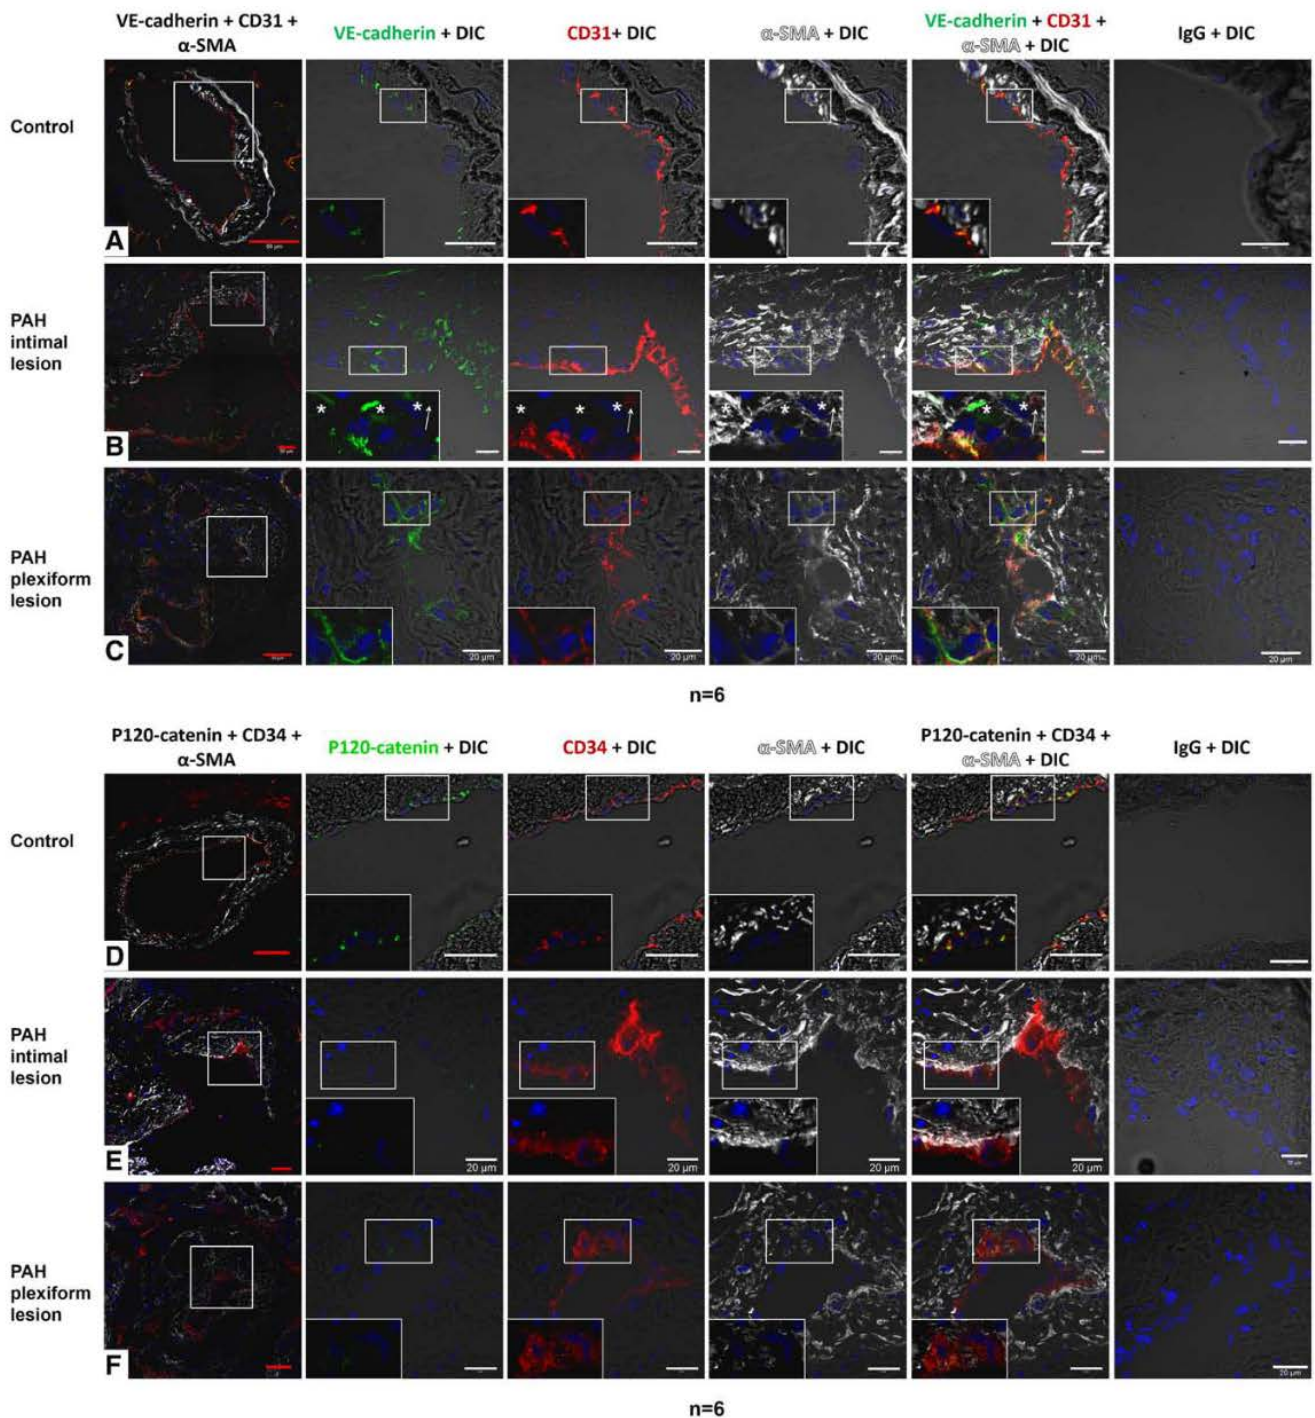 VE-cadherin + CD31 + α-SMA
VE-cadherin + DIC
CD31+ DIC
α-SMA + DIC
VE-cadherin + CD31 + α-SMA + DIC
IgG + DIC
Control
A
PAH
intimal
lesion
B
PAH
plexiform
lesion
20 µm
20 µm
20 µm
20 µm
20 µm
C
n=6
P120-catenin + CD34 + α-SMA
P120-catenin + DIC
CD34 + DIC
α-SMA + DIC
P120-catenin + CD34 + α-SMA + DIC
IgG + DIC
Control
D
PAH
intimal
lesion
20 µm
20 µm
20 µm
20 µm
E
PAH
plexiform
lesion
20 µm
F
n=6